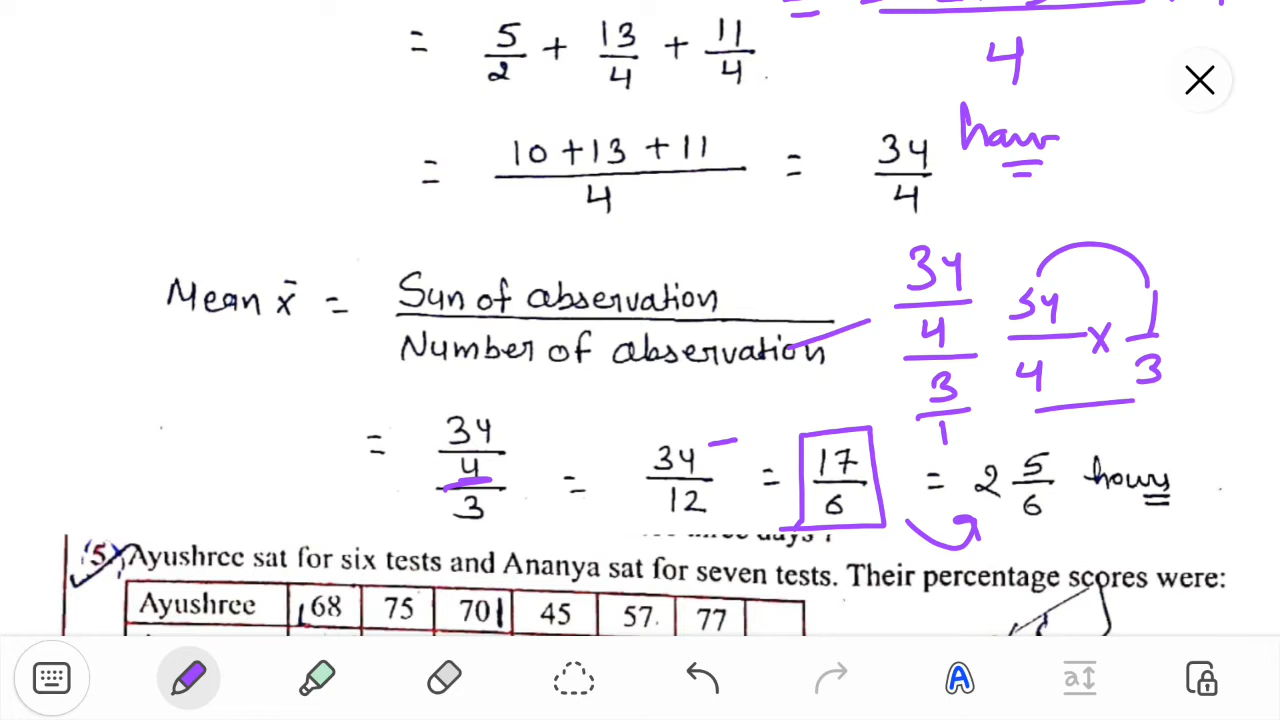 = 5/2 + 13/4 + 11/4
4
= 10+13+11/4 = 34/4
hour
Mean x̄ = Sun of observation/Number of observation
34/4/3/1
34/4 x 1/3
= 34/4/3 = 34/12 = 17/6 = 2 5/6 hours
(5) Ayushree sat for six tests and Ananya sat for seven tests. Their percentage scores were:
Ayushree 68 75 70 45 57. 77